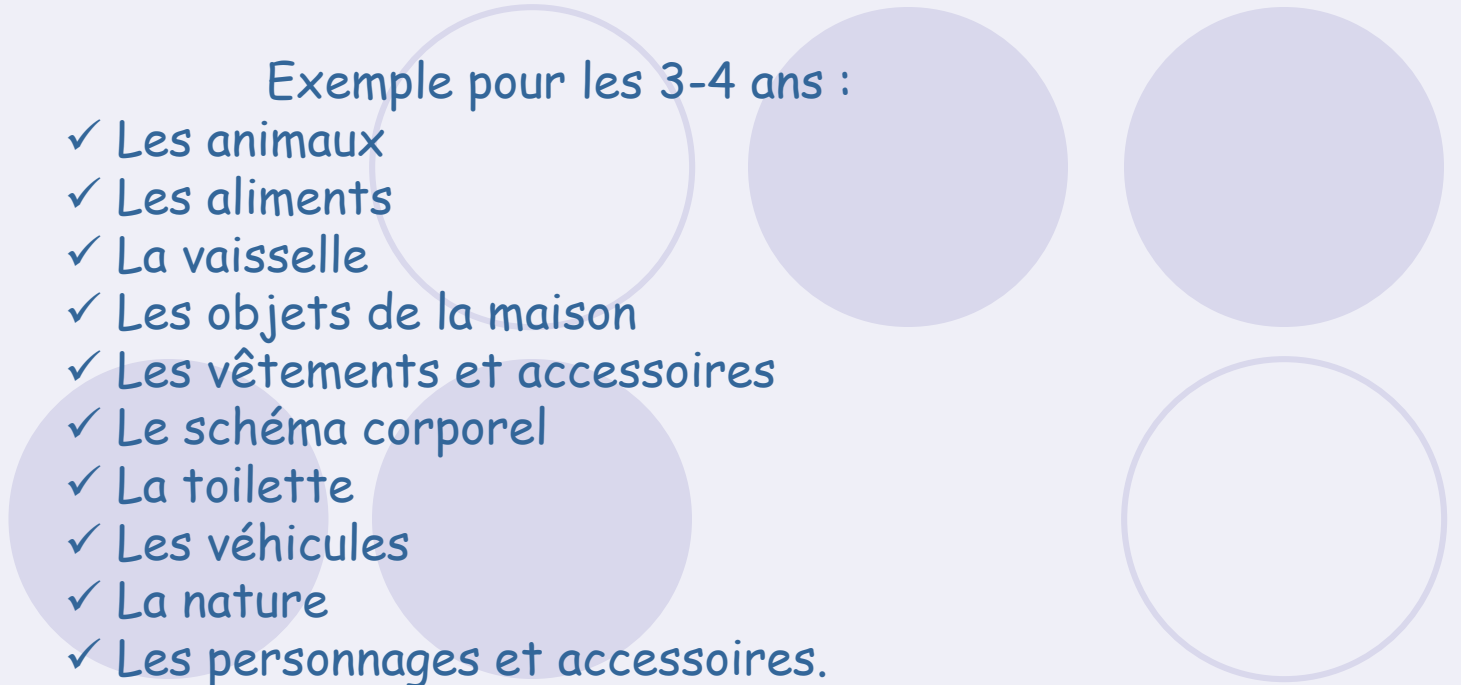 Exemple pour les 3-4 ans :
✓ Les animaux
✓ Les aliments
✓ La vaisselle
✓ Les objets de la maison
✓ Les vêtements et accessoires
✓ Le schéma corporel
✓ La toilette
✓ Les véhicules
✓ La nature
✓ Les personnages et accessoires.